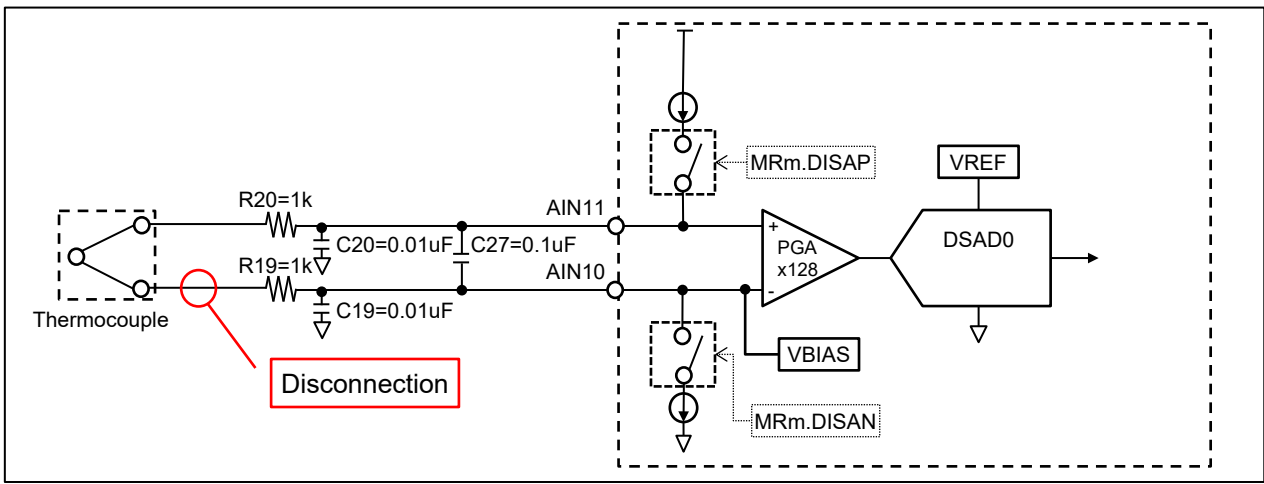 MRm.DISAP
VREF
R20=1k
AIN11
C20=0.01uF
C27=0.1uF
+
PGA
x128
-
DSAD0
R19=1k
AIN10
C19=0.01uF
Thermocouple
VBIAS
Disconnection
MRm.DISAN